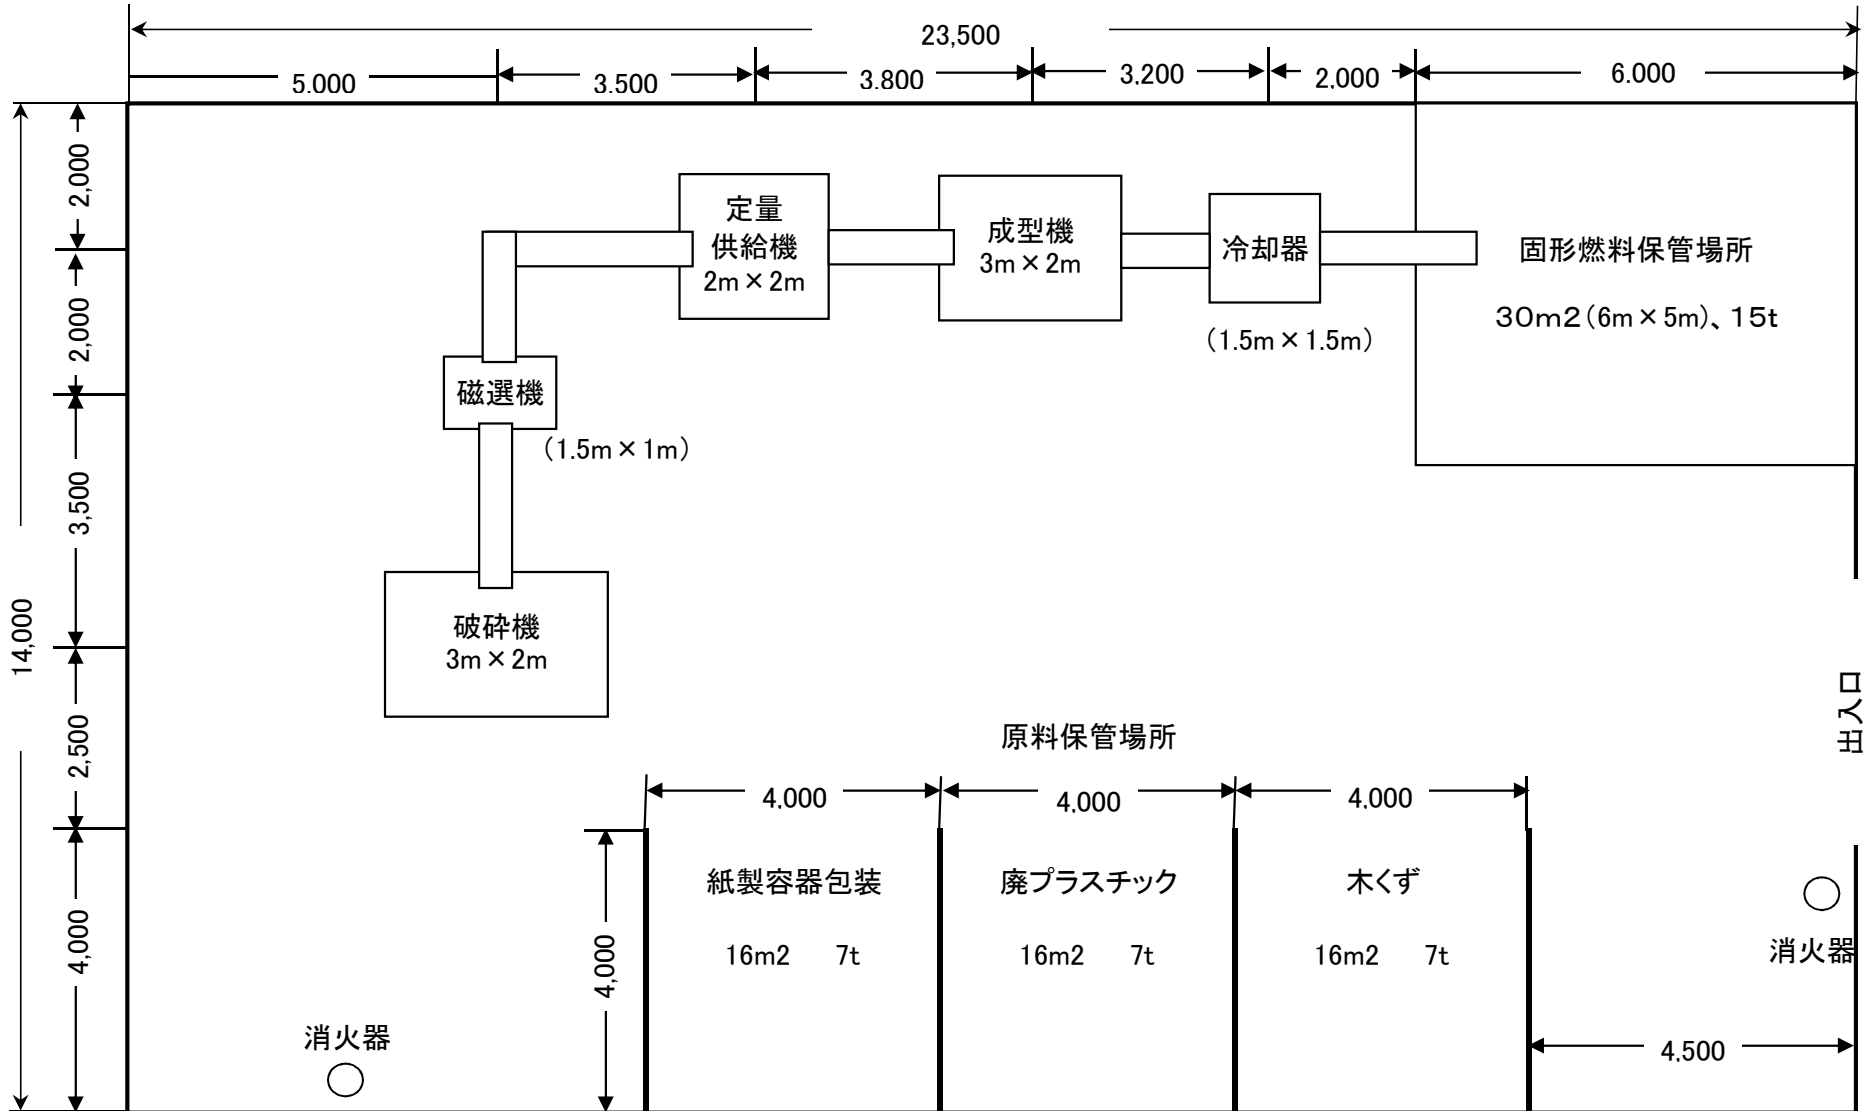 23,500
5,000
3,500
3,800
3,200
2,000
6,000
2,000
2,000
3,500
14,000
2,500
4,000
定量
供給機
2m×2m
成型機
3m×2m
冷却器
(1.5m×1.5m)
固形燃料保管場所
30m2(6m×5m)、15t
磁選機
(1.5m×1m)
破砕機
3m×2m
出入口
原料保管場所
4,000
4,000
4,000
4,000
紙製容器包装
16m2 7t
廃プラスチック
16m2 7t
木くず
16m2 7t
消火器
4,500
消火器